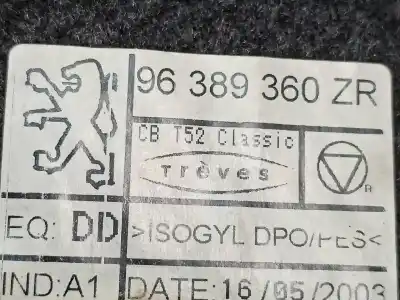 96 389 360 ZR
CB T52 Classic
Trèves
R
EQ: DD
>ISOGYL DPO/PES<
IND:A1
DATE: 16/05/2003